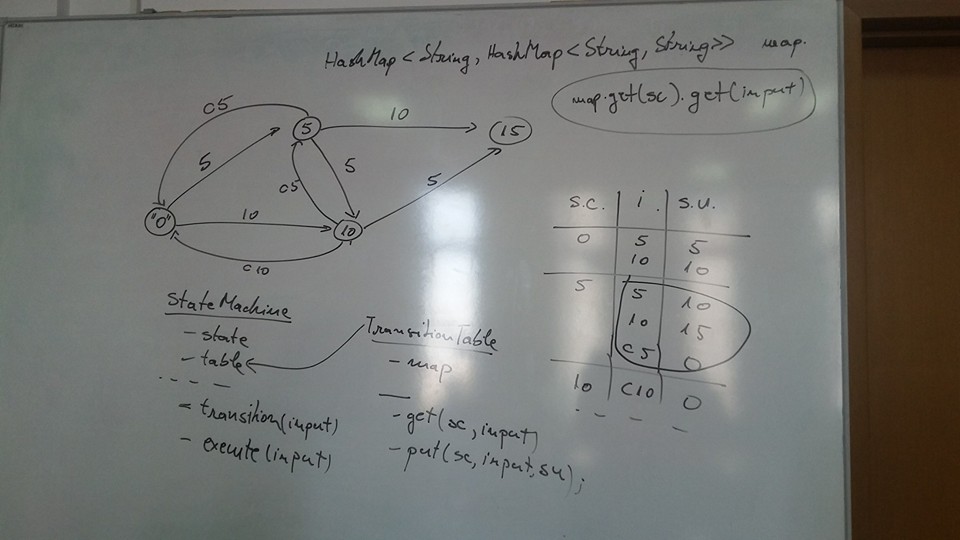 HashMap<String, HashMap<String, String>> map.
map.get(sc).get(input)
c5
10
5
15
5
5
c5
5
"0"
10
10
c10
s.c. i. s.u.
0 5 5
10 10
5 5 10
10 15
c5 0
10 c10 0
StateMachine
- state
- table
- transition(input)
- execute(input)
TransitionTable
- map
- get(sc, input)
- put(sc, input, su);